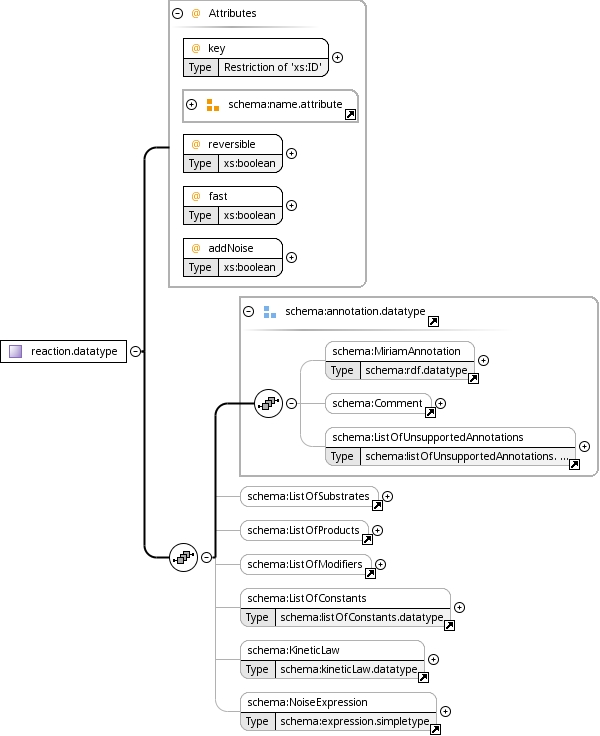 @ Attributes
@ key
Type Restriction of 'xs:ID'
schema:name.attribute
@ reversible
Type xs:boolean
@ fast
Type xs:boolean
@ addNoise
Type xs:boolean
schema:annotation.datatype
reaction.datatype
schema:MiriamAnnotation
Type schema:rdf.datatype
schema:Comment
schema:ListOfUnsupportedAnnotations
Type schema:listOfUnsupportedAnnotations. ...
schema:ListOfSubstrates
schema:ListOfProducts
schema:ListOfModifiers
schema:ListOfConstants
Type schema:listOfConstants.datatype
schema:KineticLaw
Type schema:kineticLaw.datatype
schema:NoiseExpression
Type schema:expression.simpletype